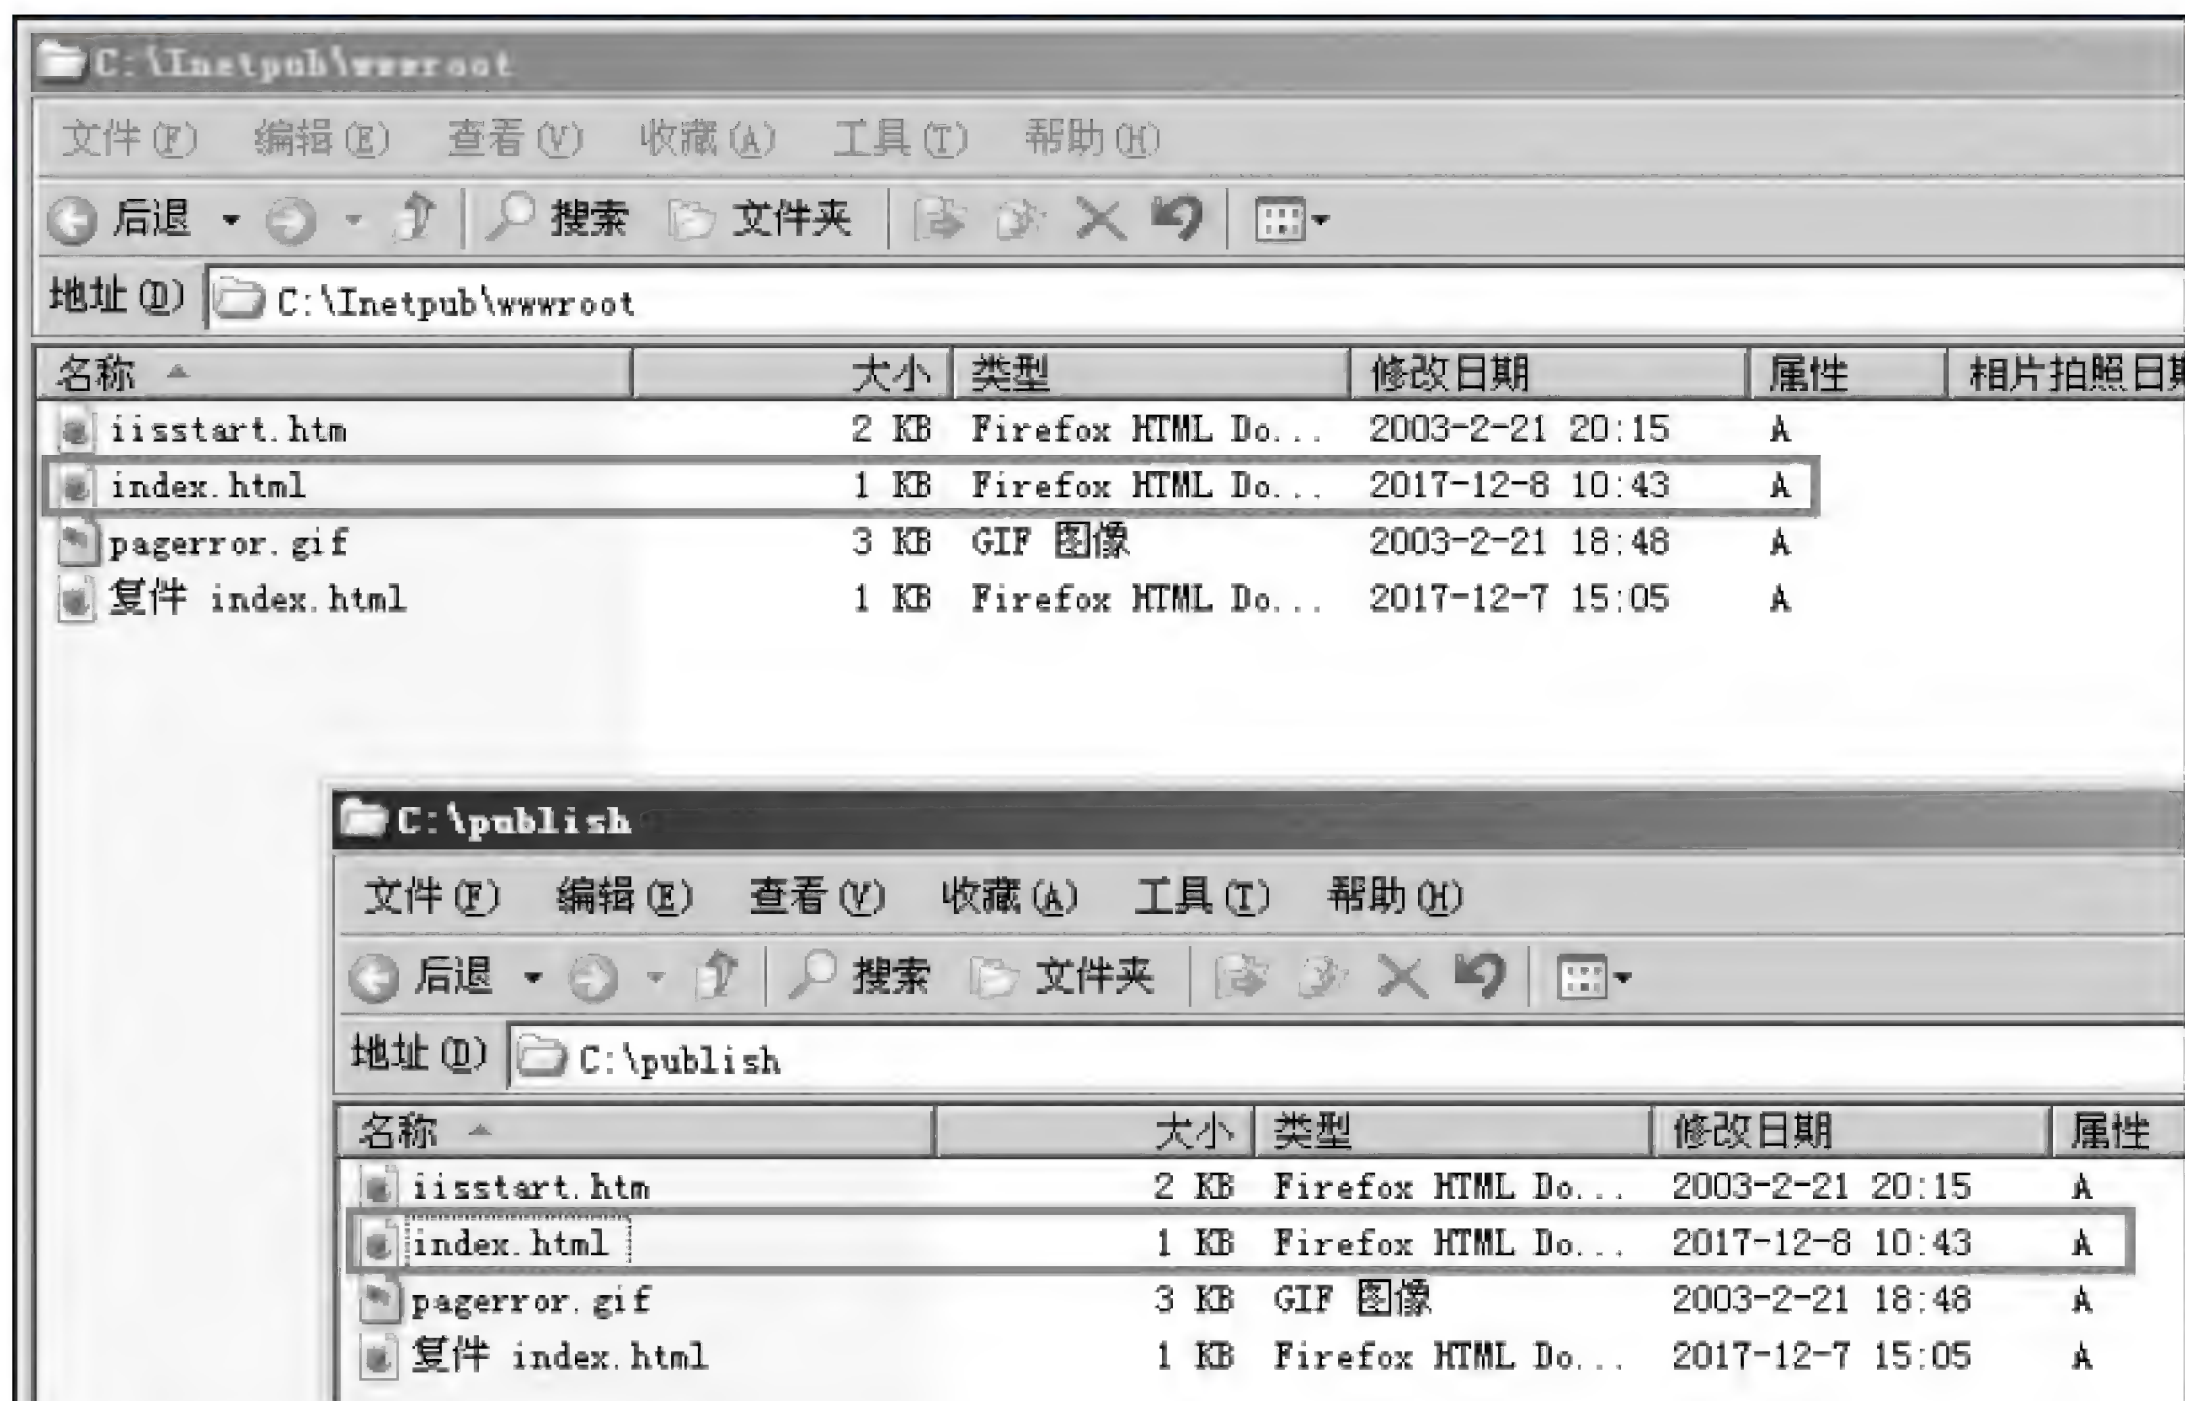 C:\Inetpub\wwwroot
文件(F) 编辑(E) 查看(V) 收藏(A) 工具(T) 帮助(H)
后退 搜索 文件夹
地址(D) C:\Inetpub\wwwroot
名称 大小 类型 修改日期 属性 相片拍照日期
iisstart.htm 2 KB Firefox HTML Do... 2003-2-21 20:15 A
index.html 1 KB Firefox HTML Do... 2017-12-8 10:43 A
pagerror.gif 3 KB GIF 图像 2003-2-21 18:48 A
复件 index.html 1 KB Firefox HTML Do... 2017-12-7 15:05 A
C:\publish
文件(F) 编辑(E) 查看(V) 收藏(A) 工具(T) 帮助(H)
后退 搜索 文件夹
地址(D) C:\publish
名称 大小 类型 修改日期 属性
iisstart.htm 2 KB Firefox HTML Do... 2003-2-21 20:15 A
index.html 1 KB Firefox HTML Do... 2017-12-8 10:43 A
pagerror.gif 3 KB GIF 图像 2003-2-21 18:48 A
复件 index.html 1 KB Firefox HTML Do... 2017-12-7 15:05 A